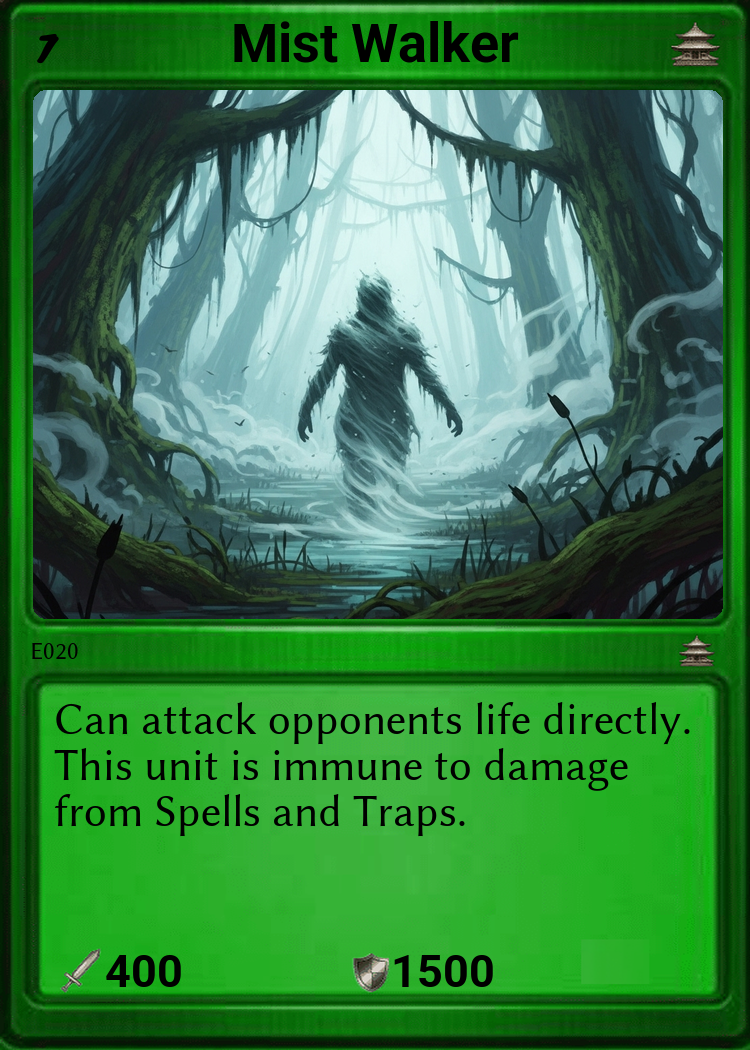 1
Mist Walker
E020
Can attack opponents life directly.
This unit is immune to damage
from Spells and Traps.
400
1500